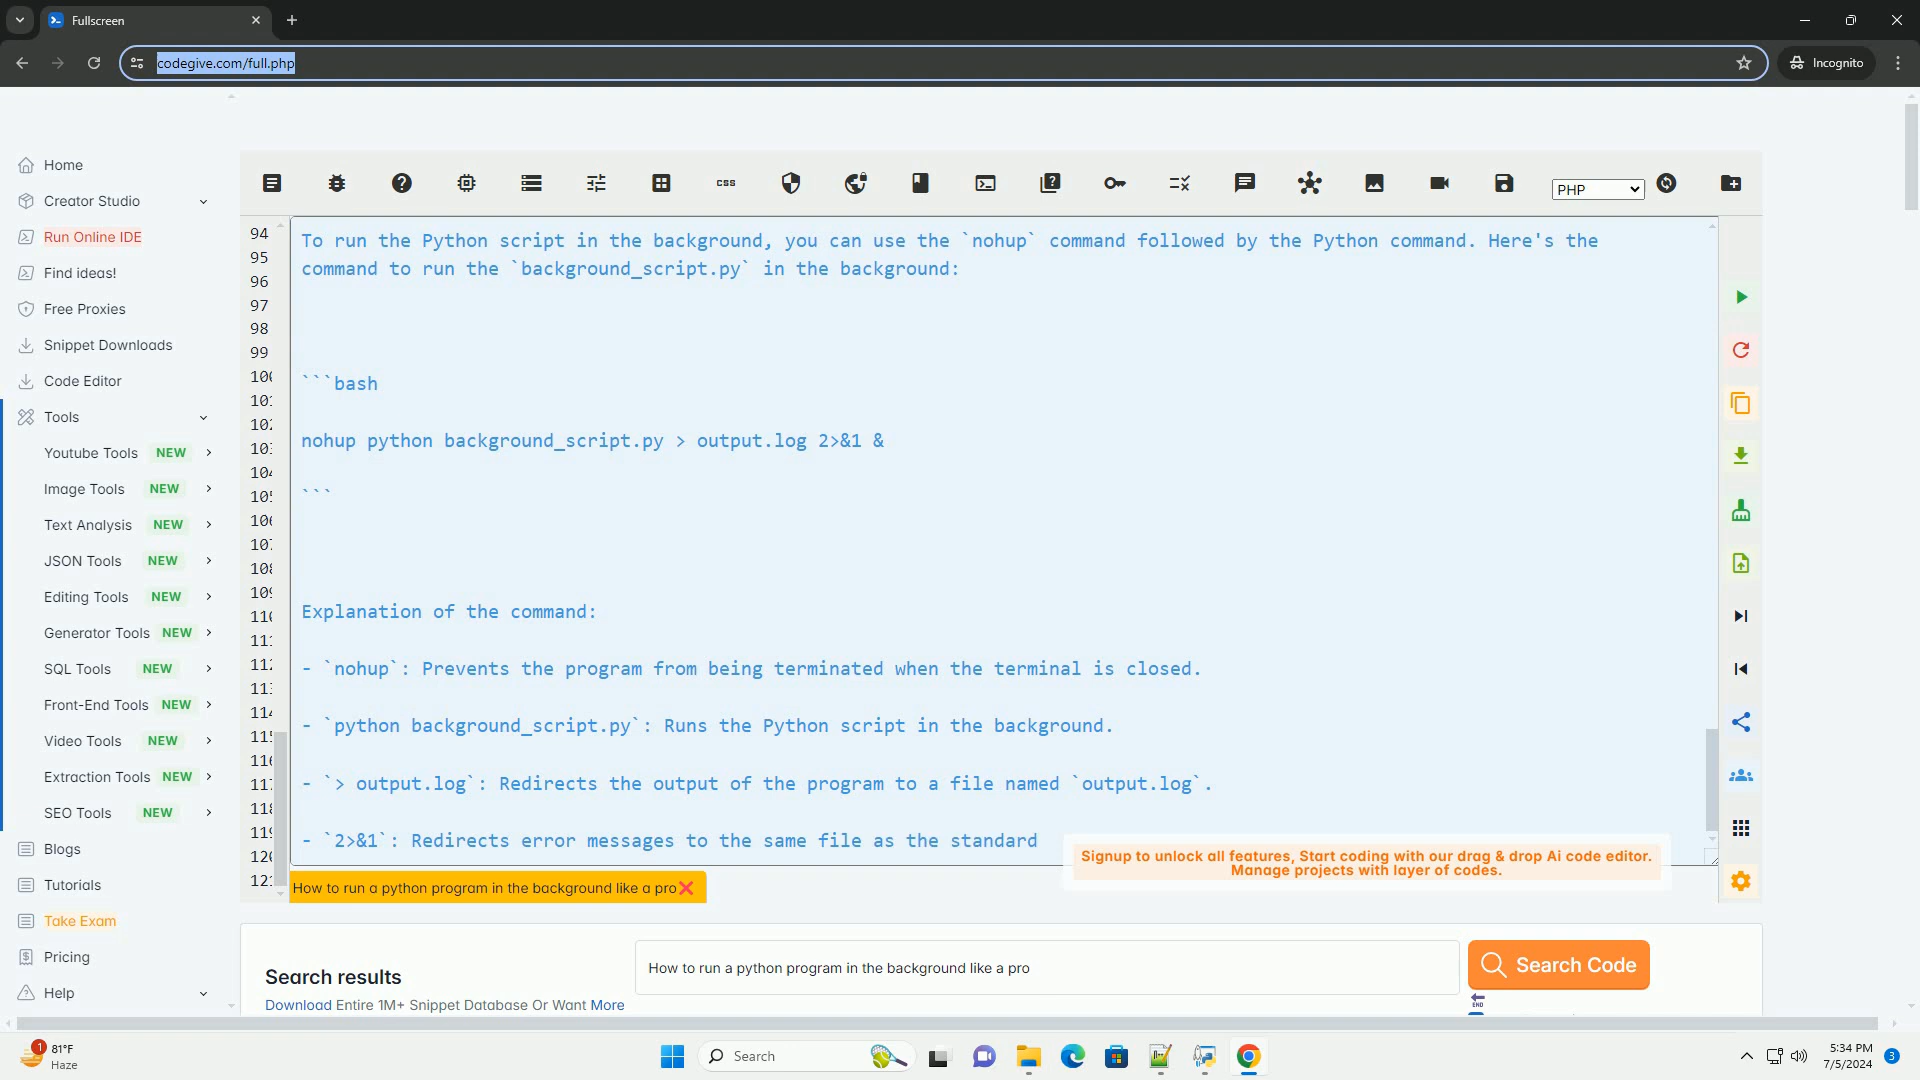 Fullscreen
codegive.com/full.php
Incognito
Home
Creator Studio
Run Online IDE
Find ideas!
Free Proxies
Snippet Downloads
Code Editor
Tools
Youtube Tools NEW
Image Tools NEW
Text Analysis NEW
JSON Tools NEW
Editing Tools NEW
Generator Tools NEW
SQL Tools NEW
Front-End Tools NEW
Video Tools NEW
Extraction Tools NEW
SEO Tools NEW
Blogs
Tutorials
Take Exam
Pricing
Help
css
PHP
94
95
96
97
98
99
To run the Python script in the background, you can use the `nohup` command followed by the Python command. Here's the
command to run the `background_script.py` in the background:
```bash
nohup python background_script.py > output.log 2>&1 &
```
Explanation of the command:
- `nohup`: Prevents the program from being terminated when the terminal is closed.
- `python background_script.py`: Runs the Python script in the background.
- `> output.log`: Redirects the output of the program to a file named `output.log`.
- `2>&1`: Redirects error messages to the same file as the standard
Signup to unlock all features, Start coding with our drag & drop Ai code editor.
Manage projects with layer of codes.
How to run a python program in the background like a pro
Search results
Download Entire 1M+ Snippet Database Or Want More
How to run a python program in the background like a pro
Search Code
END
1
81°F
Haze
Search
5:34 PM
7/5/2024
3